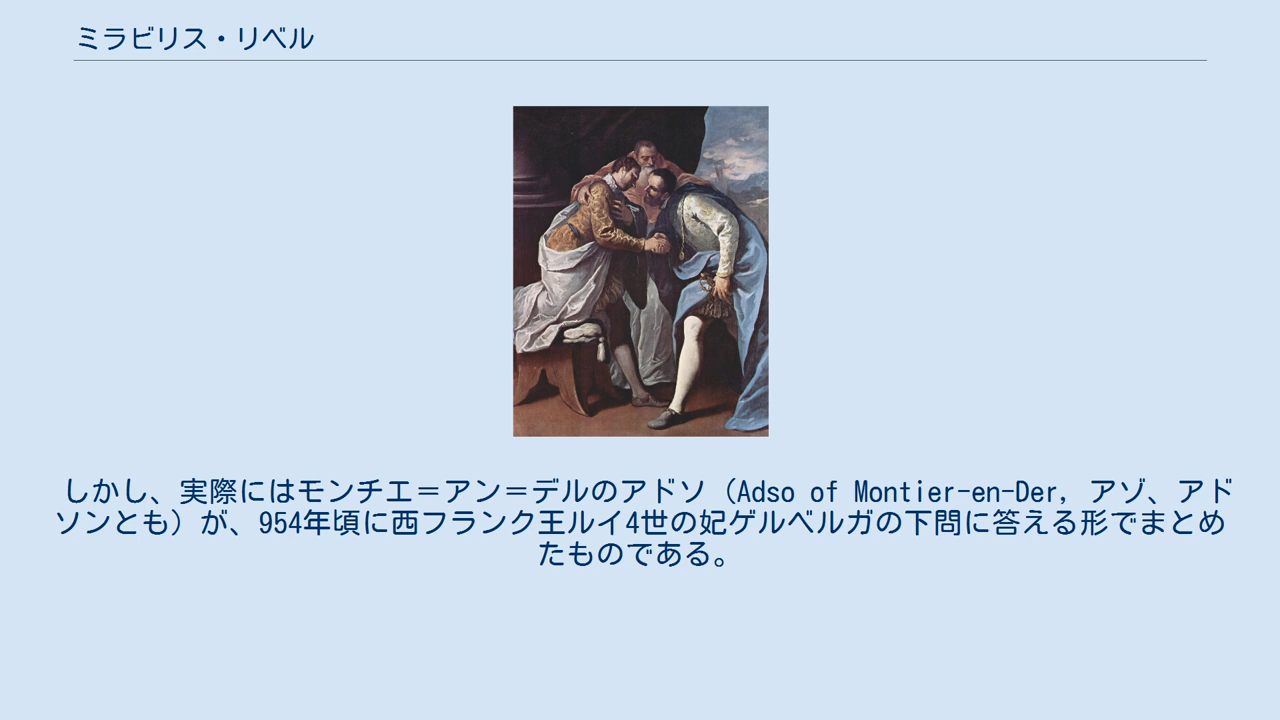 ミラビリス・リベル
しかし、実際にはモンチエ＝アン＝デルのアドソ（Adso of Montier-en-Der, アゾ、アド
ソンとも）が、954年頃に西フランク王ルイ4世の妃ゲルベルガの下問に答える形でまとめ
たものである。